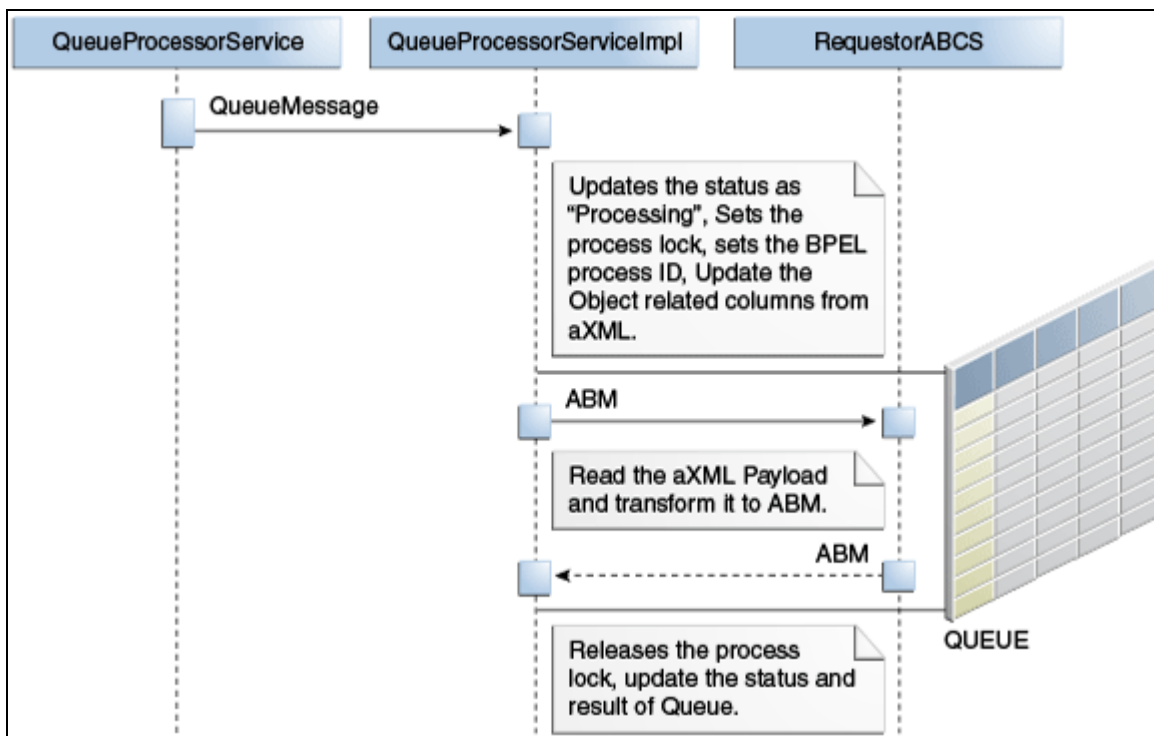 QueueProcessorService
QueueProcessorServiceImpl
RequestorABCS
QueueMessage
Updates the status as
“Processing”, Sets the
process lock, sets the BPEL
process ID, Update the
Object related columns from
aXML.
ABM
Read the aXML Payload
and transform it to ABM.
ABM
QUEUE
Releases the process
lock, update the status and
result of Queue.